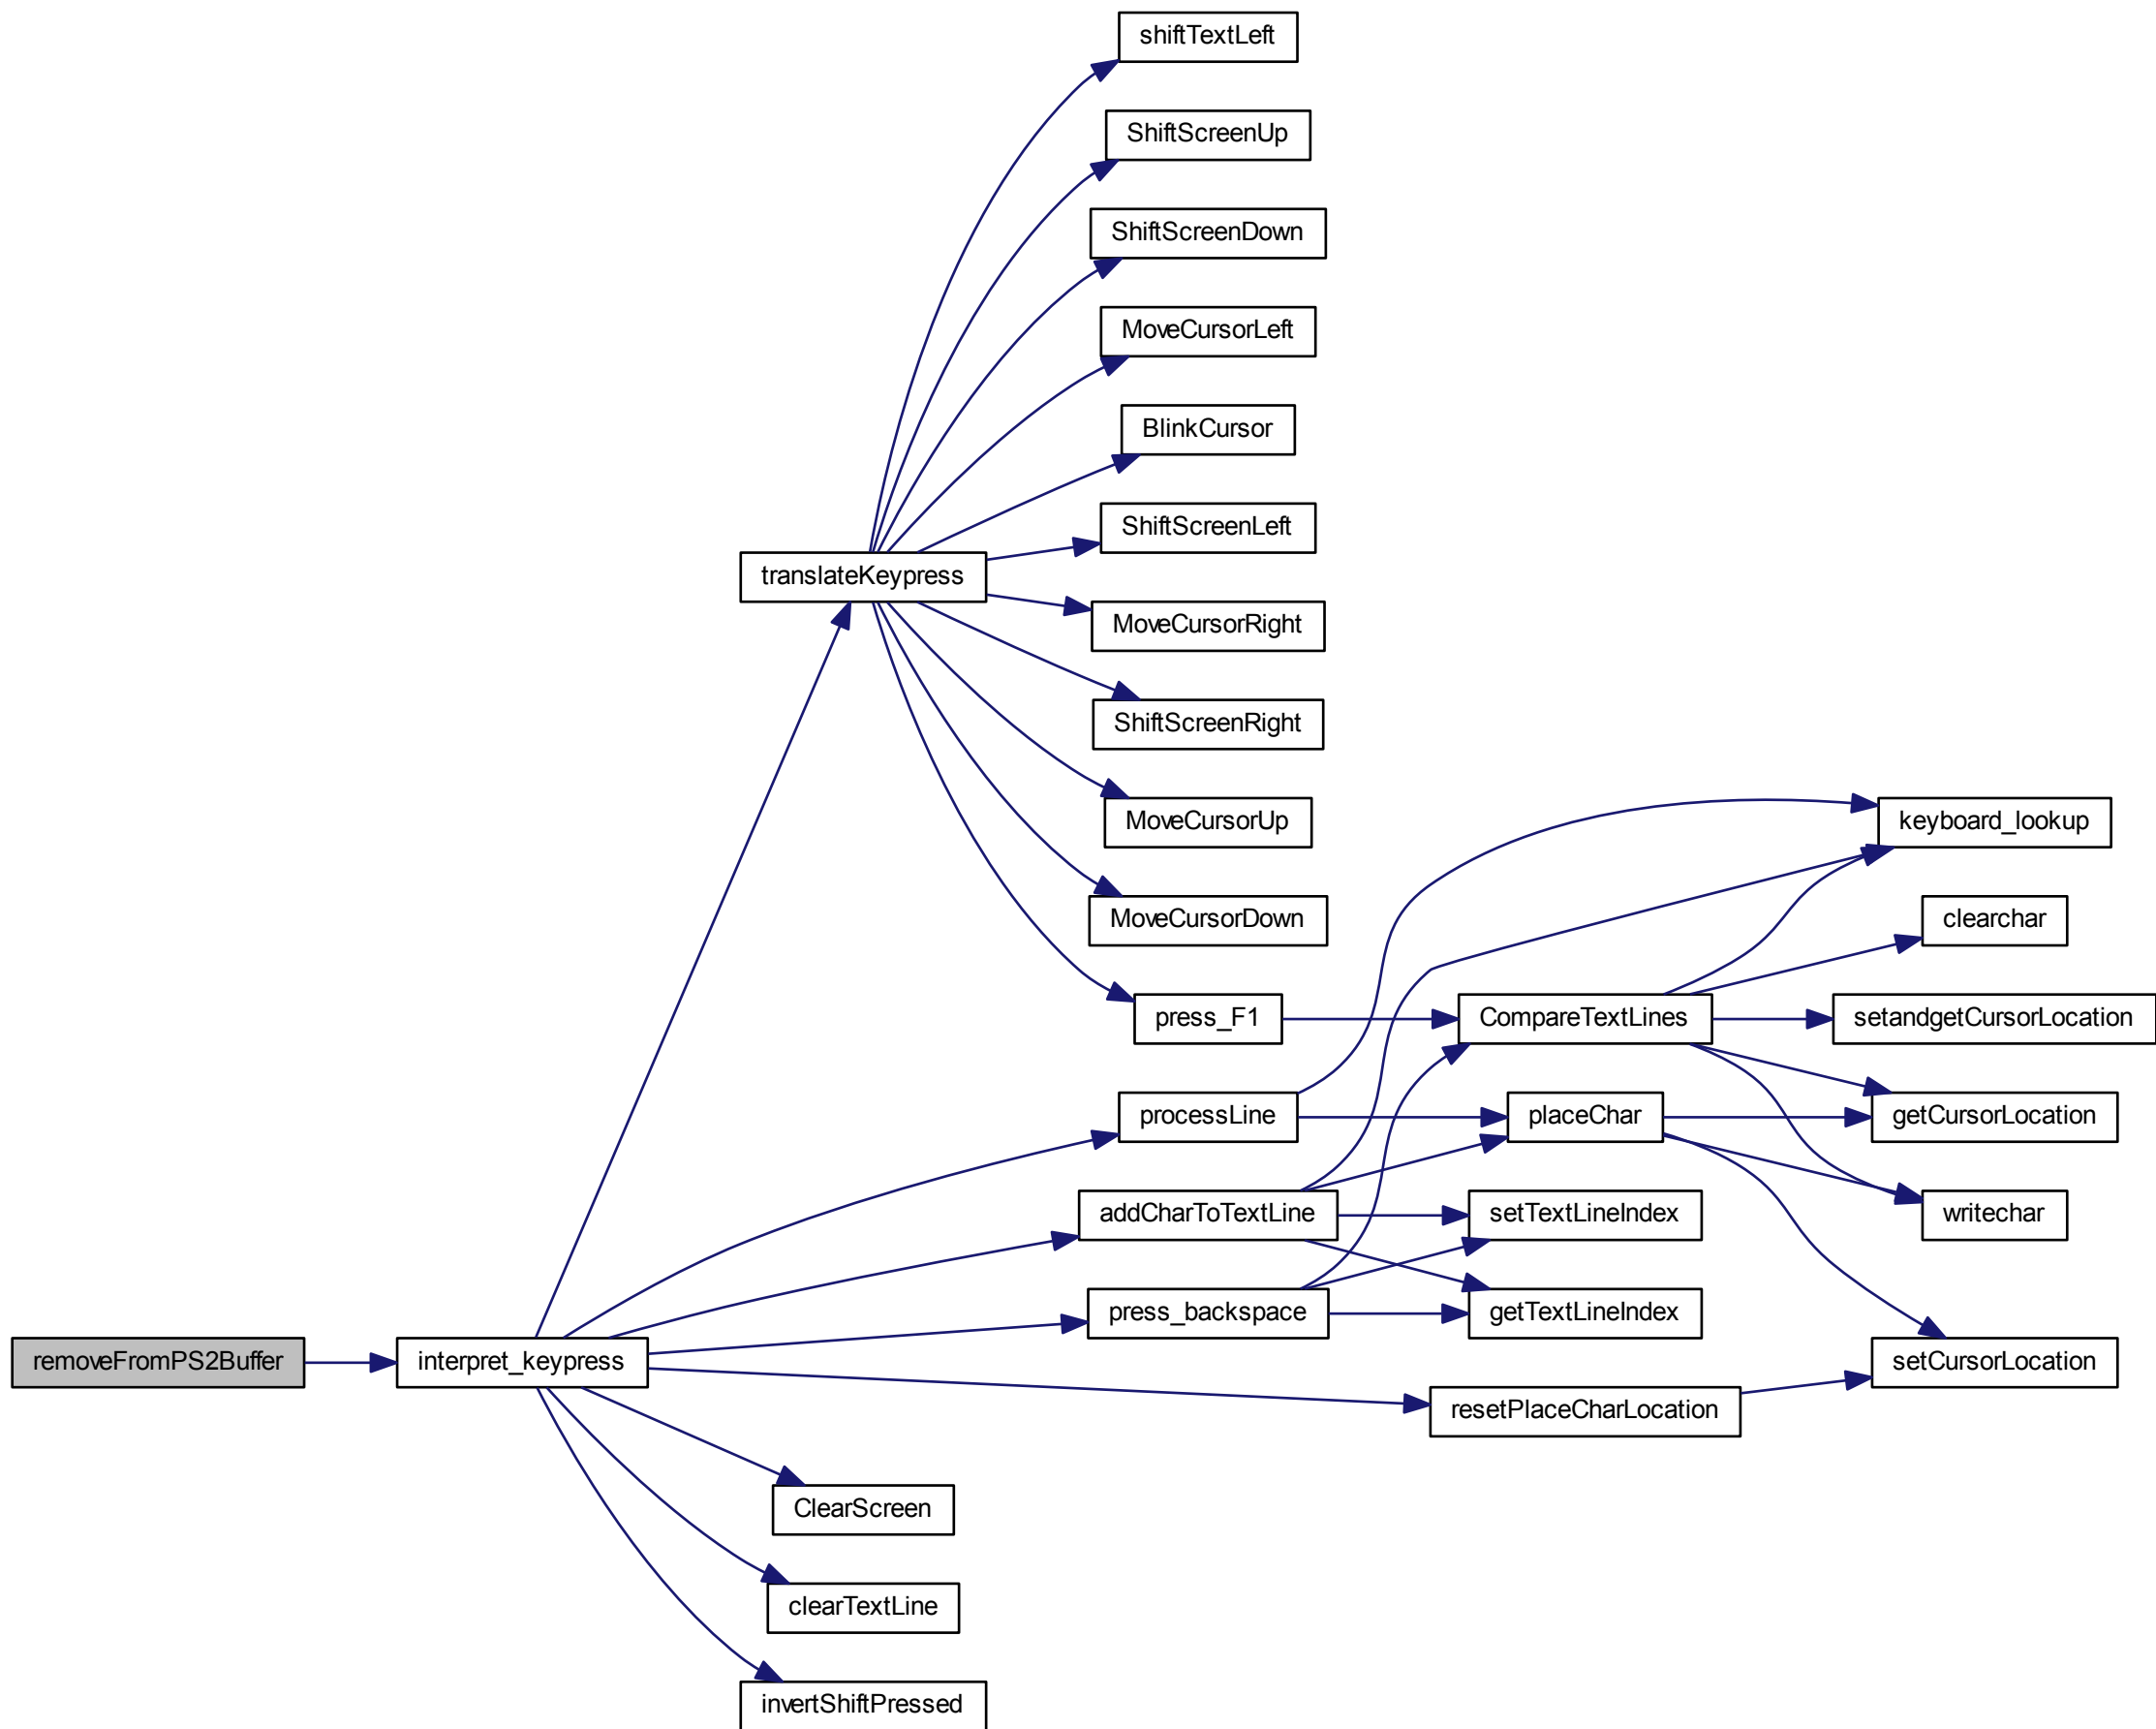 shiftTextLeft
ShiftScreenUp
ShiftScreenDown
MoveCursorLeft
BlinkCursor
ShiftScreenLeft
translateKeypress
MoveCursorRight
ShiftScreenRight
MoveCursorUp
keyboard_lookup
MoveCursorDown
clearchar
press_F1
CompareTextLines
setandgetCursorLocation
processLine
placeChar
getCursorLocation
addCharToTextLine
setTextLineIndex
writechar
press_backspace
getTextLineIndex
removeFromPS2Buffer
interpret_keypress
setCursorLocation
resetPlaceCharLocation
ClearScreen
clearTextLine
invertShiftPressed